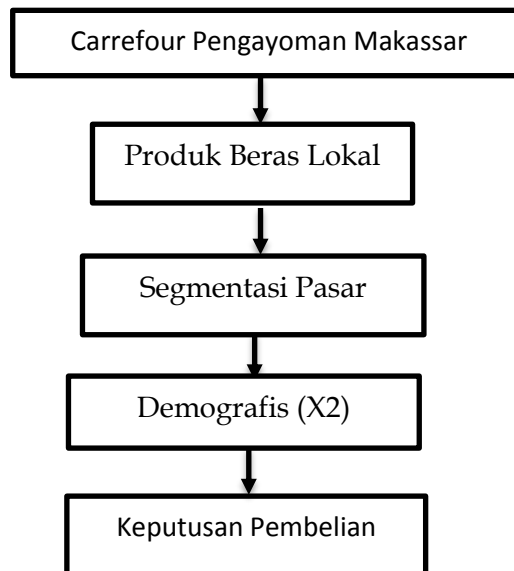 Carrefour Pengayoman Makassar
Produk Beras Lokal
Segmentasi Pasar
Demografis (X2)
Keputusan Pembelian